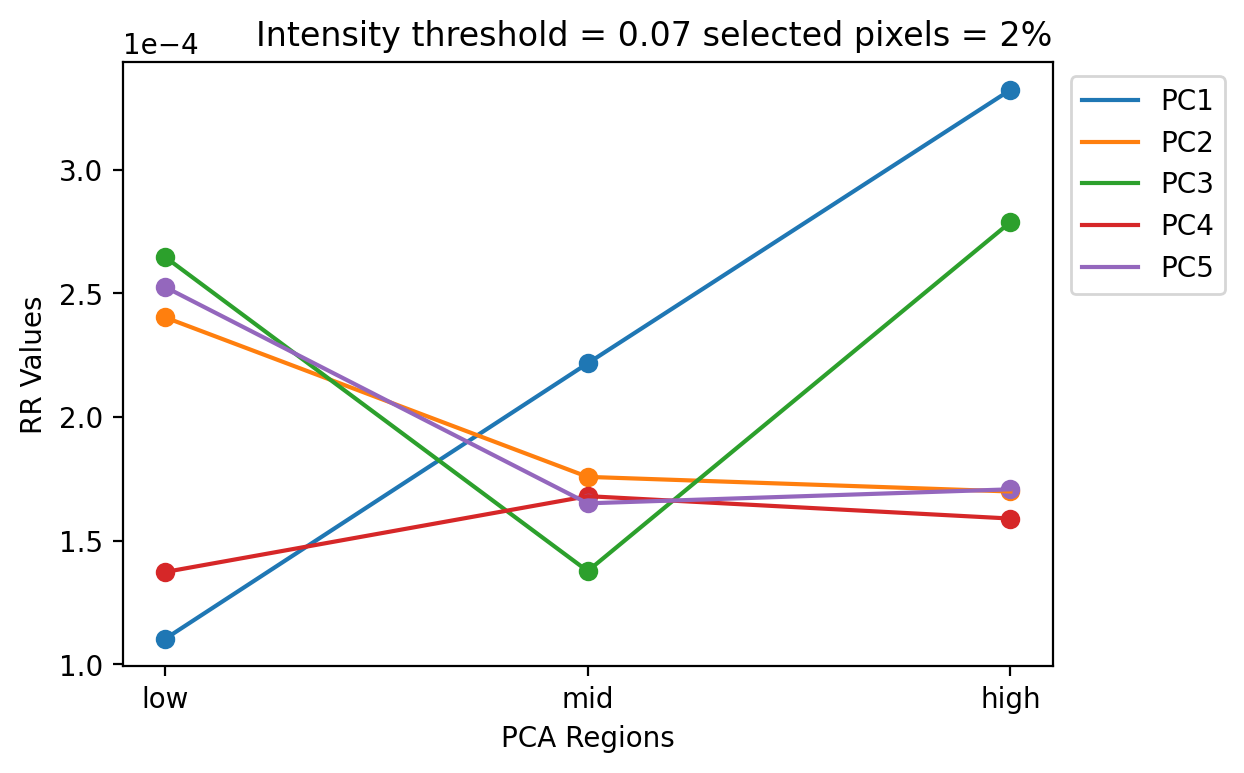 Intensity threshold = 0.07 selected pixels = 2%
1e−4
3.0
2.5
2.0
1.5
1.0
RR Values
low mid high
PCA Regions
PC1
PC2
PC3
PC4
PC5